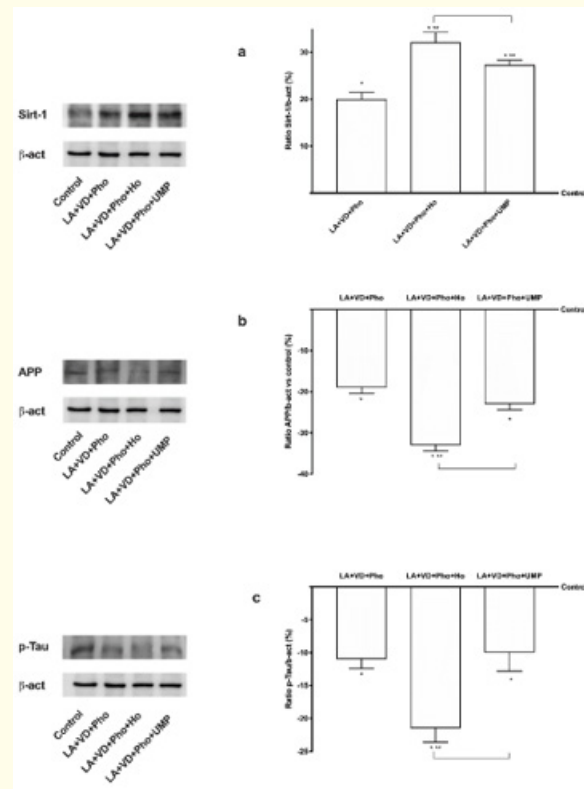 a
Sirt-1
β-act
Control
LA+VD+Pho
LA+VD+Pho+Ho
LA+VD+Pho+UMP
Ratio Sirt-1/b-act (%)
30
20
10
Control
LA+VD+Pho
LA+VD+Pho+Ho
LA+VD+Pho+UMP
b
APP
β-act
Control
LA+VD+Pho
LA+VD+Pho+Ho
LA+VD+Pho+UMP
LA+VD+Pho
LA+VD+Pho+Ho
LA+VD+Pho+UMP
Control
Ratio APP/b-act vs control (%)
-10
-20
-30
-40
c
p-Tau
β-act
Control
LA+VD+Pho
LA+VD+Pho+Ho
LA+VD+Pho+UMP
LA+VD+Pho
LA+VD+Pho+Ho
LA+VD+Pho+UMP
Control
Ratio p-Tau/b-act (%)
-5
-10
-15
-20
-25